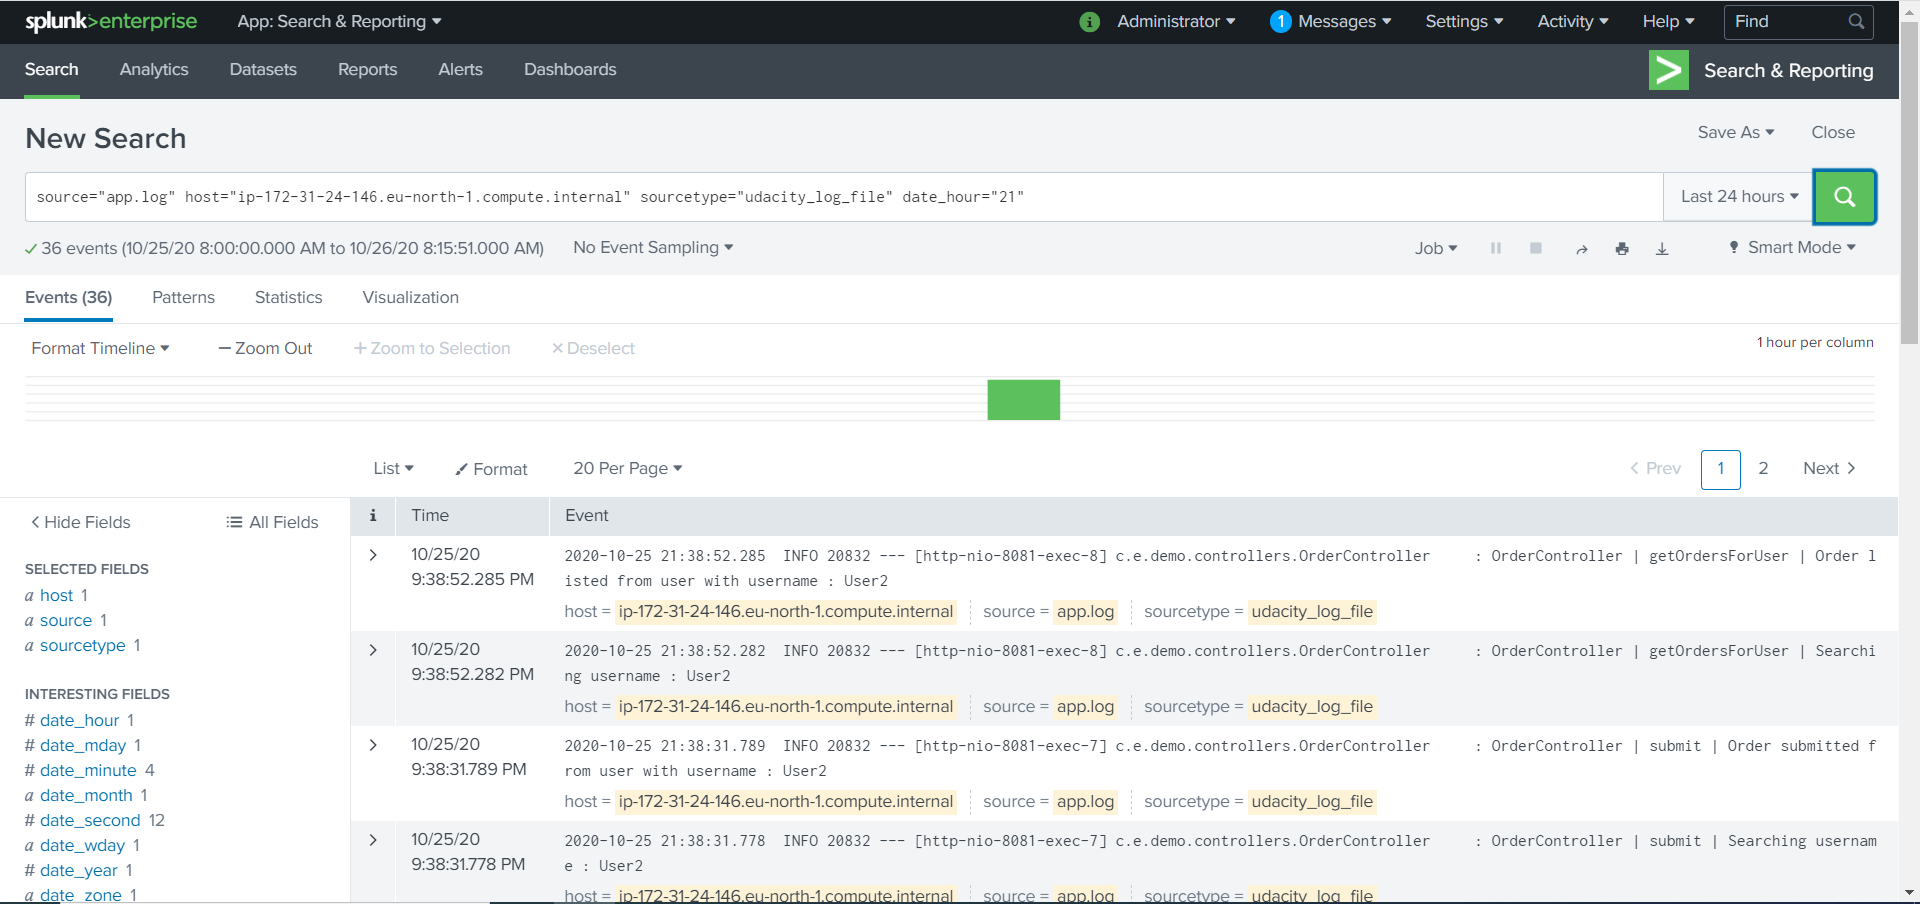 splunk>enterprise App: Search & Reporting i Administrator 1 Messages Settings Activity Help Find
Search Analytics Datasets Reports Alerts Dashboards Search & Reporting
New Search Save As Close
source="app.log" host="ip-172-31-24-146.eu-north-1.compute.internal" sourcetype="udacity_log_file" date_hour="21" Last 24 hours
✓ 36 events (10/25/20 8:00:00.000 AM to 10/26/20 8:15:51.000 AM) No Event Sampling Job Smart Mode
Events (36) Patterns Statistics Visualization
Format Timeline — Zoom Out + Zoom to Selection × Deselect 1 hour per column
List Format 20 Per Page < Prev 1 2 Next >
< Hide Fields All Fields
SELECTED FIELDS
a host 1
a source 1
a sourcetype 1
INTERESTING FIELDS
# date_hour 1
# date_mday 1
# date_minute 4
a date_month 1
# date_second 12
a date_wday 1
# date_year 1
a date_zone 1
i Time Event
> 10/25/20 9:38:52.285 PM
2020-10-25 21:38:52.285 INFO 20832 --- [http-nio-8081-exec-8] c.e.demo.controllers.OrderController : OrderController | getOrdersForUser | Order l
isted from user with username : User2
host = ip-172-31-24-146.eu-north-1.compute.internal source = app.log sourcetype = udacity_log_file
> 10/25/20 9:38:52.282 PM
2020-10-25 21:38:52.282 INFO 20832 --- [http-nio-8081-exec-8] c.e.demo.controllers.OrderController : OrderController | getOrdersForUser | Searchi
ng username : User2
host = ip-172-31-24-146.eu-north-1.compute.internal source = app.log sourcetype = udacity_log_file
> 10/25/20 9:38:31.789 PM
2020-10-25 21:38:31.789 INFO 20832 --- [http-nio-8081-exec-7] c.e.demo.controllers.OrderController : OrderController | submit | Order submitted f
rom user with username : User2
host = ip-172-31-24-146.eu-north-1.compute.internal source = app.log sourcetype = udacity_log_file
> 10/25/20 9:38:31.778 PM
2020-10-25 21:38:31.778 INFO 20832 --- [http-nio-8081-exec-7] c.e.demo.controllers.OrderController : OrderController | submit | Searching usernam
e : User2
host = ip-172-31-24-146.eu-north-1.compute.internal source = app.log sourcetype = udacity_log_file